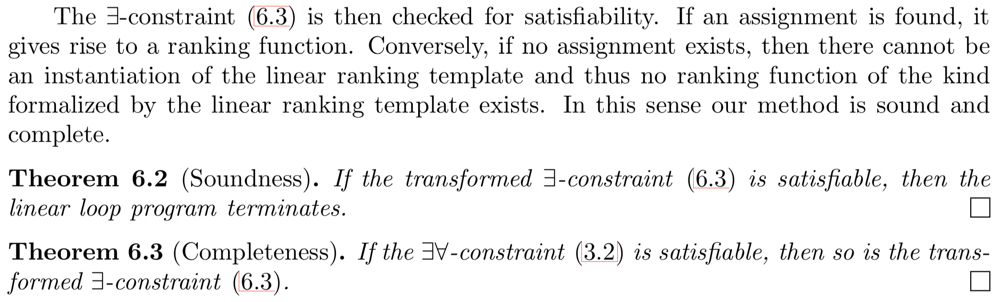 The ∃-constraint (6.3) is then checked for satisfiability. If an assignment is found, it
gives rise to a ranking function. Conversely, if no assignment exists, then there cannot be
an instantiation of the linear ranking template and thus no ranking function of the kind
formalized by the linear ranking template exists. In this sense our method is sound and
complete.
Theorem 6.2 (Soundness). If the transformed ∃-constraint (6.3) is satisfiable, then the
linear loop program terminates. □
Theorem 6.3 (Completeness). If the ∃∀-constraint (3.2) is satisfiable, then so is the trans-
formed ∃-constraint (6.3). □